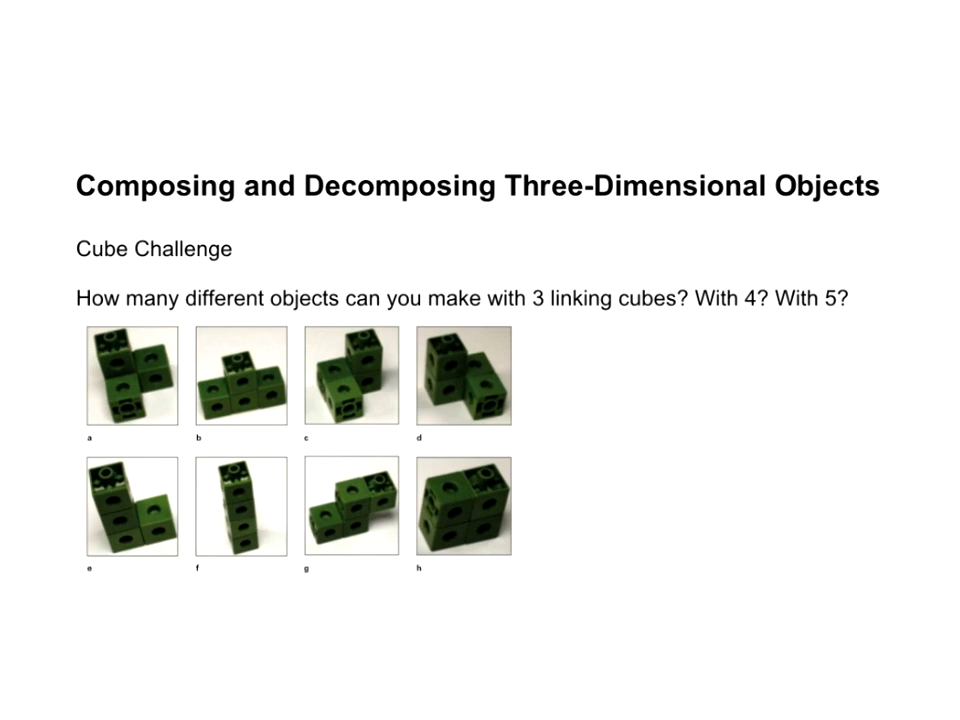 Composing and Decomposing Three-Dimensional Objects
Cube Challenge
How many different objects can you make with 3 linking cubes? With 4? With 5?
a b c d
e f g h